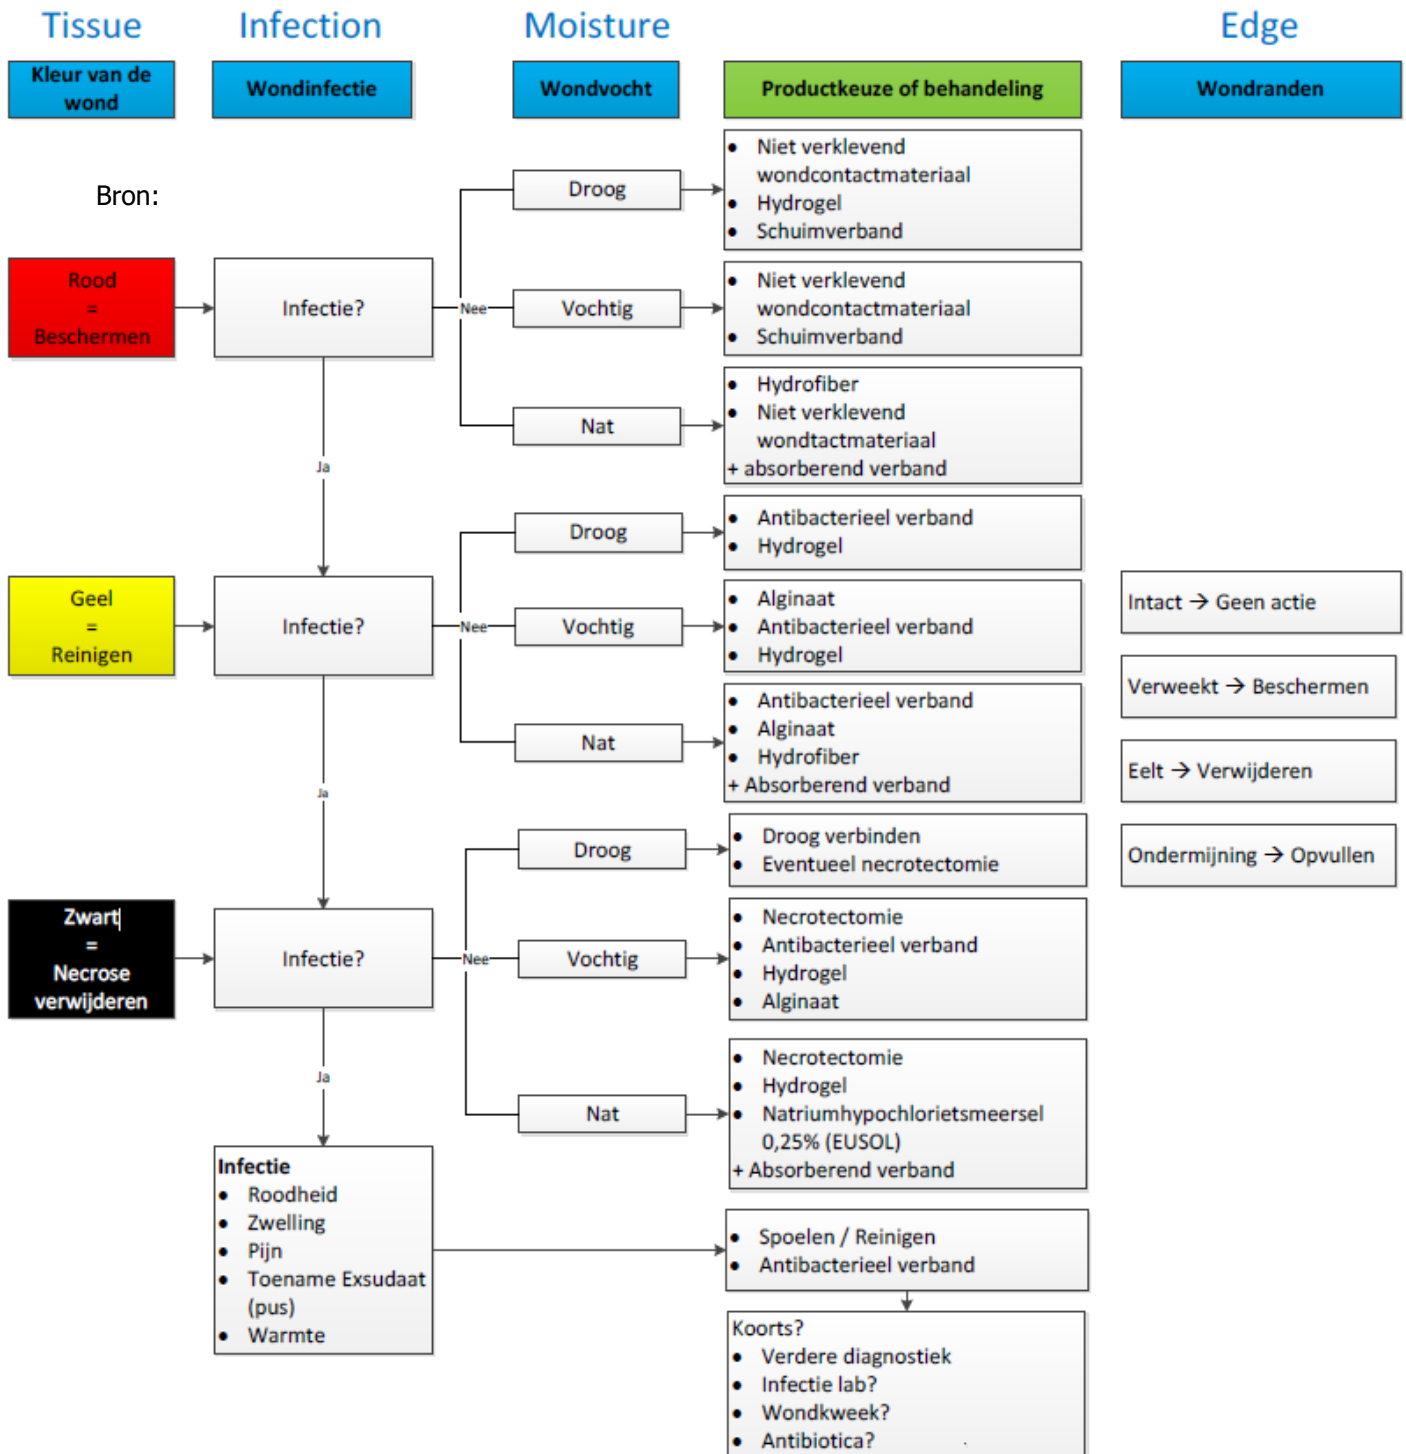 Tissue
Infection
Moisture
Edge
Kleur van de
wond
Wondinfectie
Wondvocht
Productkeuze of behandeling
Wondranden
Bron:
Rood
=
Beschermen
Infectie?
Nee
Ja
Droog
• Niet verklevend
wondcontactmateriaal
• Hydrogel
• Schuimverband
Vochtig
• Niet verklevend
wondcontactmateriaal
• Schuimverband
Nat
• Hydrofiber
• Niet verklevend
wondtactmateriaal
+ absorberend verband
Geel
=
Reinigen
Infectie?
Nee
Ja
Droog
• Antibacterieel verband
• Hydrogel
Vochtig
• Alginaat
• Antibacterieel verband
• Hydrogel
Nat
• Antibacterieel verband
• Alginaat
• Hydrofiber
+ Absorberend verband
Zwart
=
Necrose
verwijderen
Infectie?
Nee
Ja
Droog
• Droog verbinden
• Eventueel necrotectomie
Vochtig
• Necrotectomie
• Antibacterieel verband
• Hydrogel
• Alginaat
Nat
• Necrotectomie
• Hydrogel
• Natriumhypochlorietsmeersel
0,25% (EUSOL)
+ Absorberend verband
Infectie
• Roodheid
• Zwelling
• Pijn
• Toename Exsudaat
(pus)
• Warmte
• Spoelen / Reinigen
• Antibacterieel verband
Koorts?
• Verdere diagnostiek
• Infectie lab?
• Wondkweek?
• Antibiotica?
Intact → Geen actie
Verweekt → Beschermen
Eelt → Verwijderen
Ondermijning → Opvullen